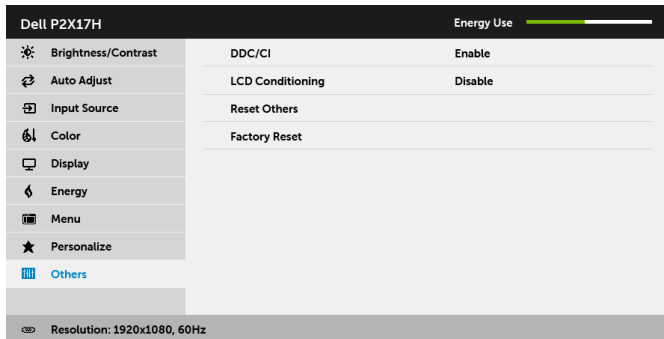 Dell P2X17H Energy Use
Brightness/Contrast DDC/CI Enable
Auto Adjust LCD Conditioning Disable
Input Source Reset Others
Color Factory Reset
Display
Energy
Menu
Personalize
Others
Resolution: 1920x1080, 60Hz